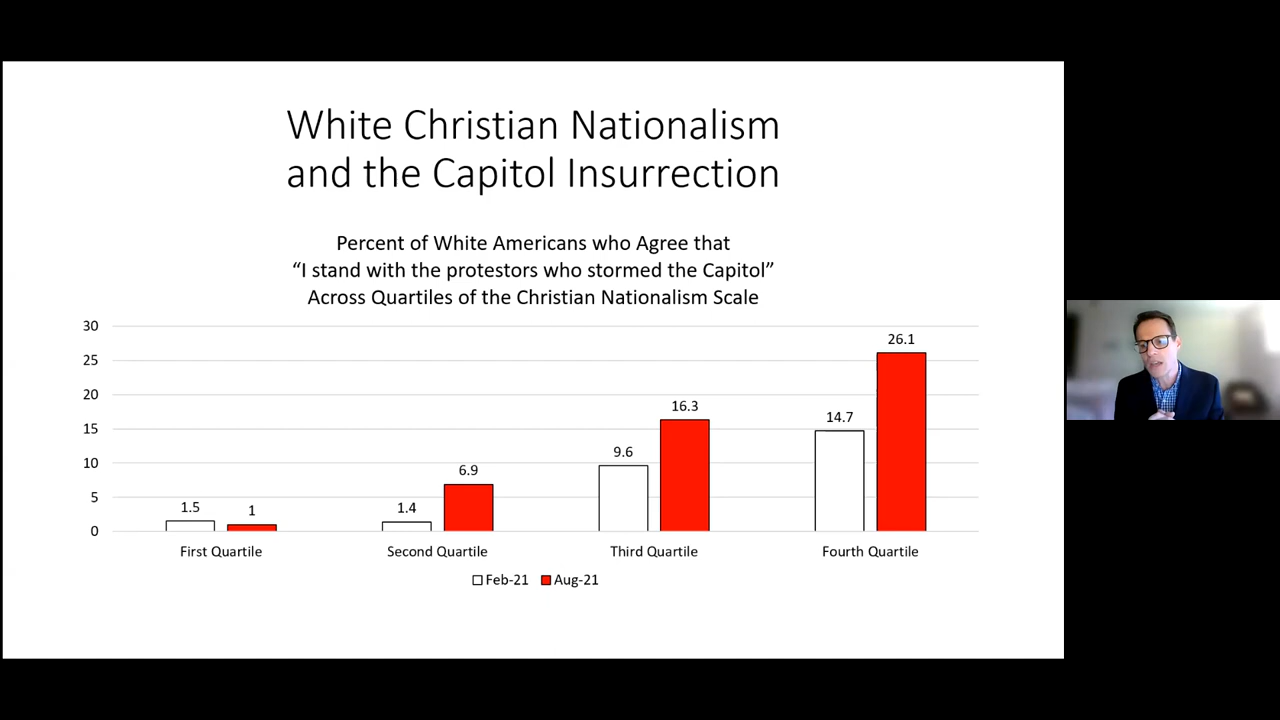 White Christian Nationalism
and the Capitol Insurrection
Percent of White Americans who Agree that
“I stand with the protestors who stormed the Capitol”
Across Quartiles of the Christian Nationalism Scale
30
25
20
15
10
5
0
1.5
1
1.4
6.9
9.6
16.3
14.7
26.1
First Quartile
Second Quartile
Third Quartile
Fourth Quartile
Feb-21
Aug-21